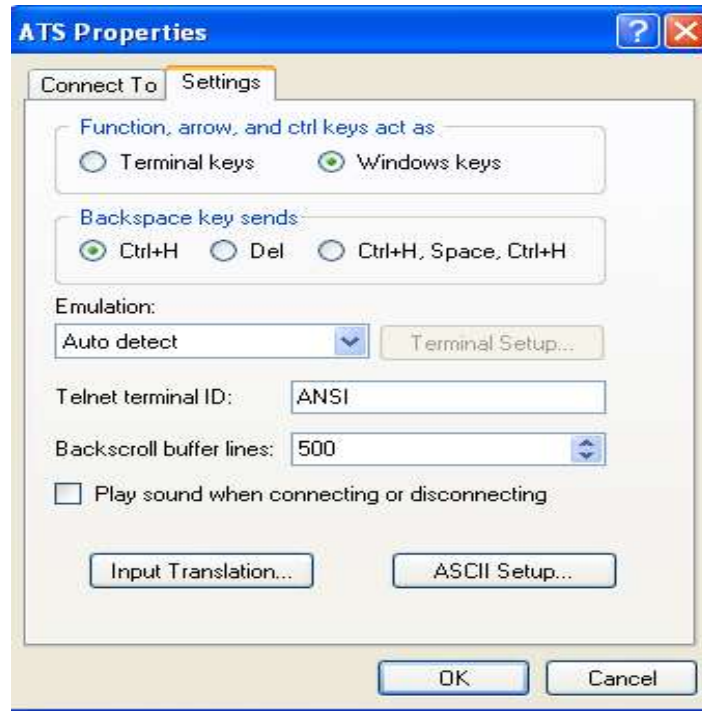 ATS Properties
Connect To Settings
Function, arrow, and ctrl keys act as
Terminal keys Windows keys
Backspace key sends
Ctrl+H Del Ctrl+H, Space, Ctrl+H
Emulation:
Auto detect Terminal Setup...
Telnet terminal ID: ANSI
Backscroll buffer lines: 500
Play sound when connecting or disconnecting
Input Translation... ASCII Setup...
OK Cancel